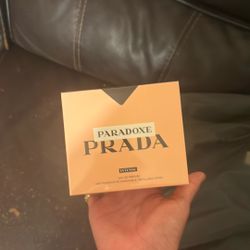 PARADOXE
PRADA
INTENSE
EAU DE PARFUM